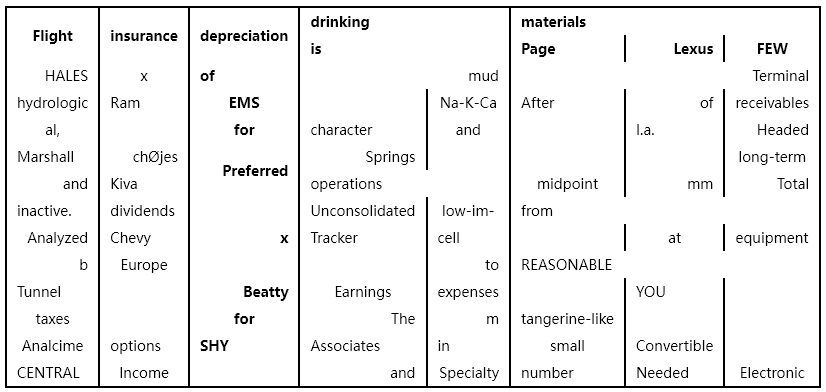 Flight insurance depreciation drinking materials
is Page Lexus FEW
HALES x of mud Terminal
hydrologic Ram EMS Na-K-Ca After of receivables
al, for character and l.a. Headed
Marshall chØjes Preferred Springs long-term
and Kiva operations midpoint mm Total
inactive. dividends Unconsolidated low-im- from
Analyzed Chevy x Tracker cell at equipment
b Europe to REASONABLE
Tunnel Beatty Earnings expenses YOU
taxes for The m tangerine-like
Analcime options SHY Associates in small Convertible
CENTRAL Income and Specialty number Needed Electronic